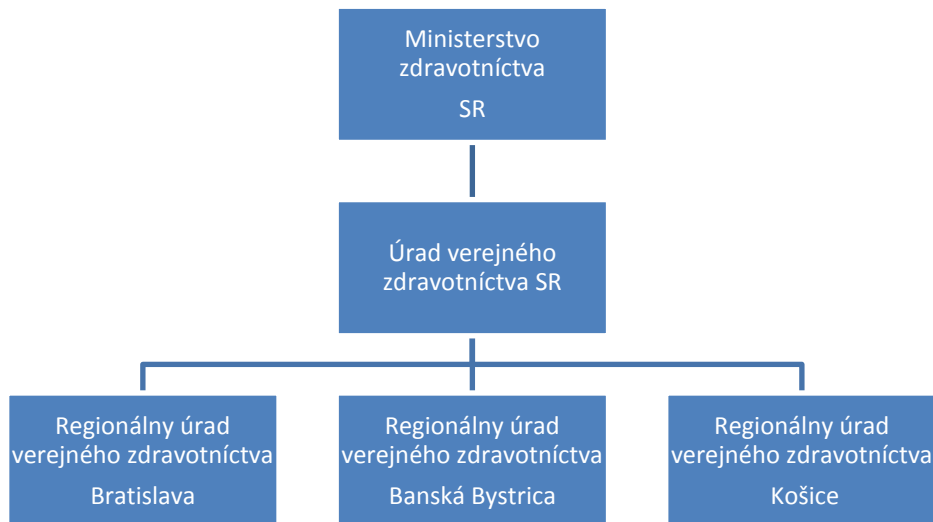 Ministerstvo
zdravotníctva
SR
Úrad verejného
zdravotníctva SR
Regionálny úrad
verejného zdravotníctva
Bratislava
Regionálny úrad
verejného zdravotníctva
Banská Bystrica
Regionálny úrad
verejného zdravotníctva
Košice